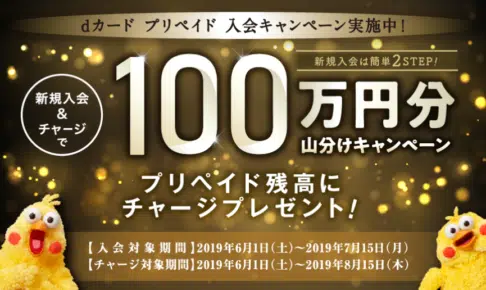 dカード プリペイド 入会キャンペーン実施中!
新規入会は簡単2STEP!
新規入会
&
チャージで
100万円分
山分けキャンペーン
プリペイド残高に
チャージプレゼント!
【入会対象期間】2019年6月1日(土)〜2019年7月15日(月)
【チャージ対象期間】2019年6月1日(土)〜2019年8月15日(木)